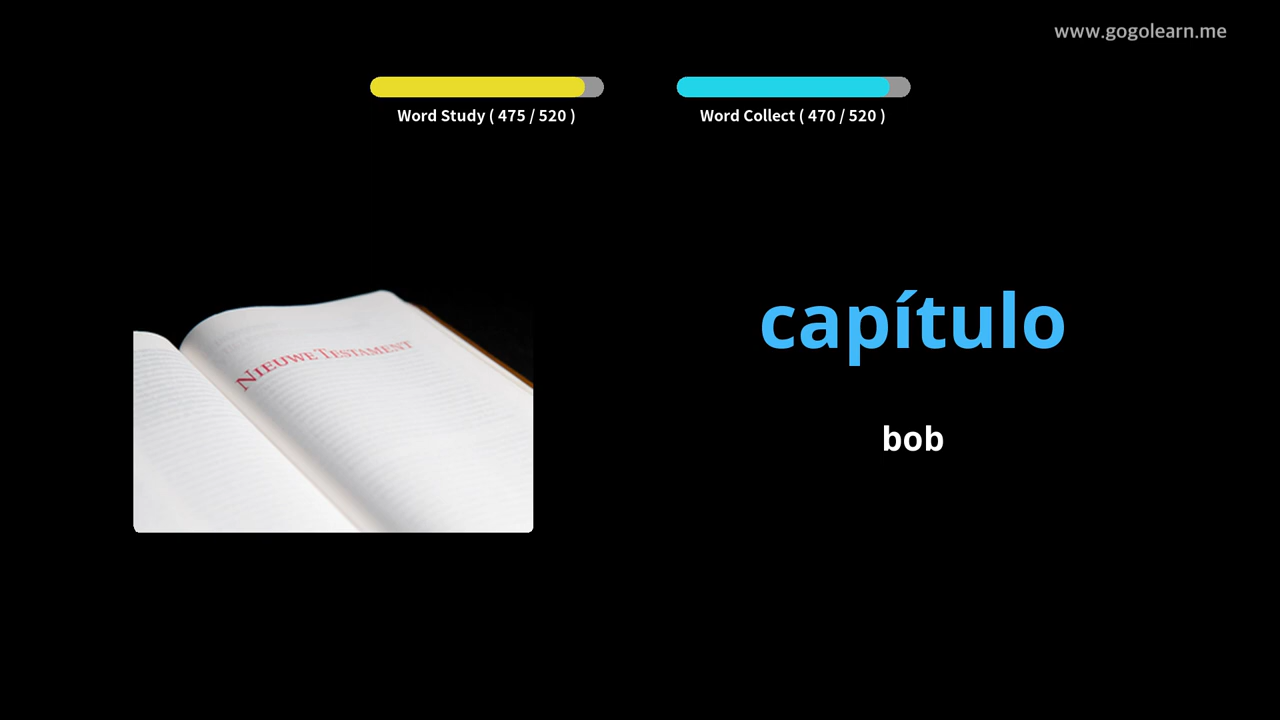 www.gogolearn.me
Word Study ( 475 / 520 )
Word Collect ( 470 / 520 )
NIEUWE TESTAMENT
capítulo
bob